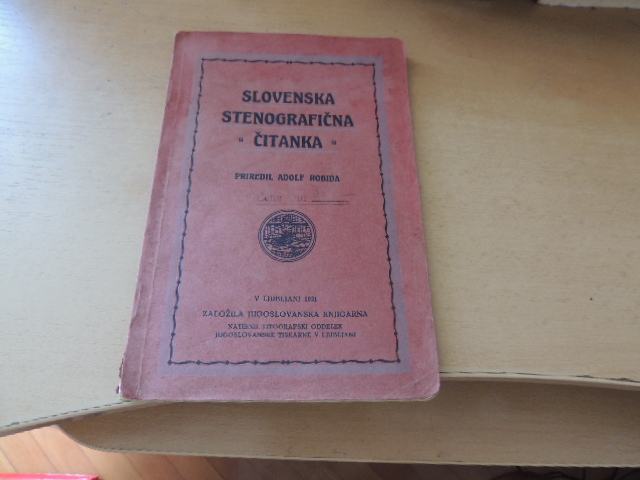 SLOVENSKA
STENOGRAFIČNA
" ČITANKA "
PRIREDIL ADOLF ROBIDA
V LJUBLJANI 1921
ZALOŽILA JUGOSLOVANSKA KNJIGARNA
NATISNIL LITOGRAFSKI ODDELEK
JUGOSLOVANSKE TISKARNE V LJUBLJANI